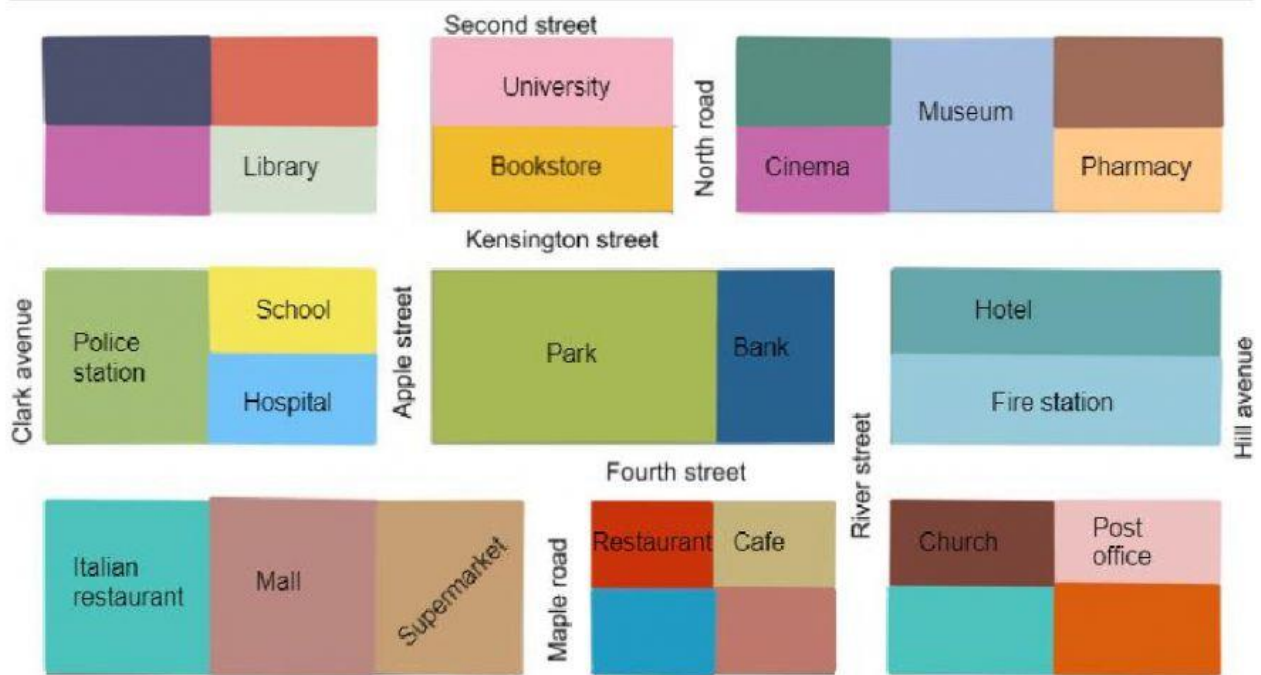 Second street
University
North road
Museum
Library
Bookstore
Cinema
Pharmacy
Kensington street
Clark avenue
Police
station
School
Hospital
Apple street
Park
Bank
River street
Hotel
Fire station
Hill avenue
Fourth street
Italian
restaurant
Mall
Supermarket
Maple road
Restaurant
Cafe
Church
Post
office